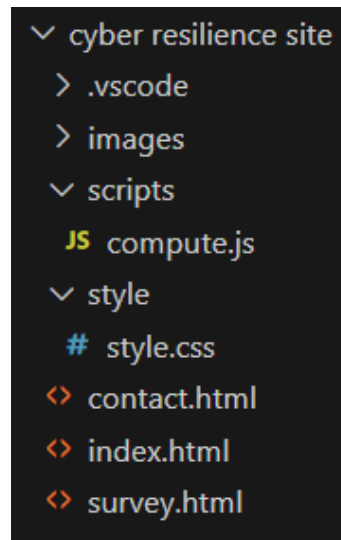 cyber resilience site
.vscode
images
scripts
JS compute.js
style
# style.css
<> contact.html
<> index.html
<> survey.html